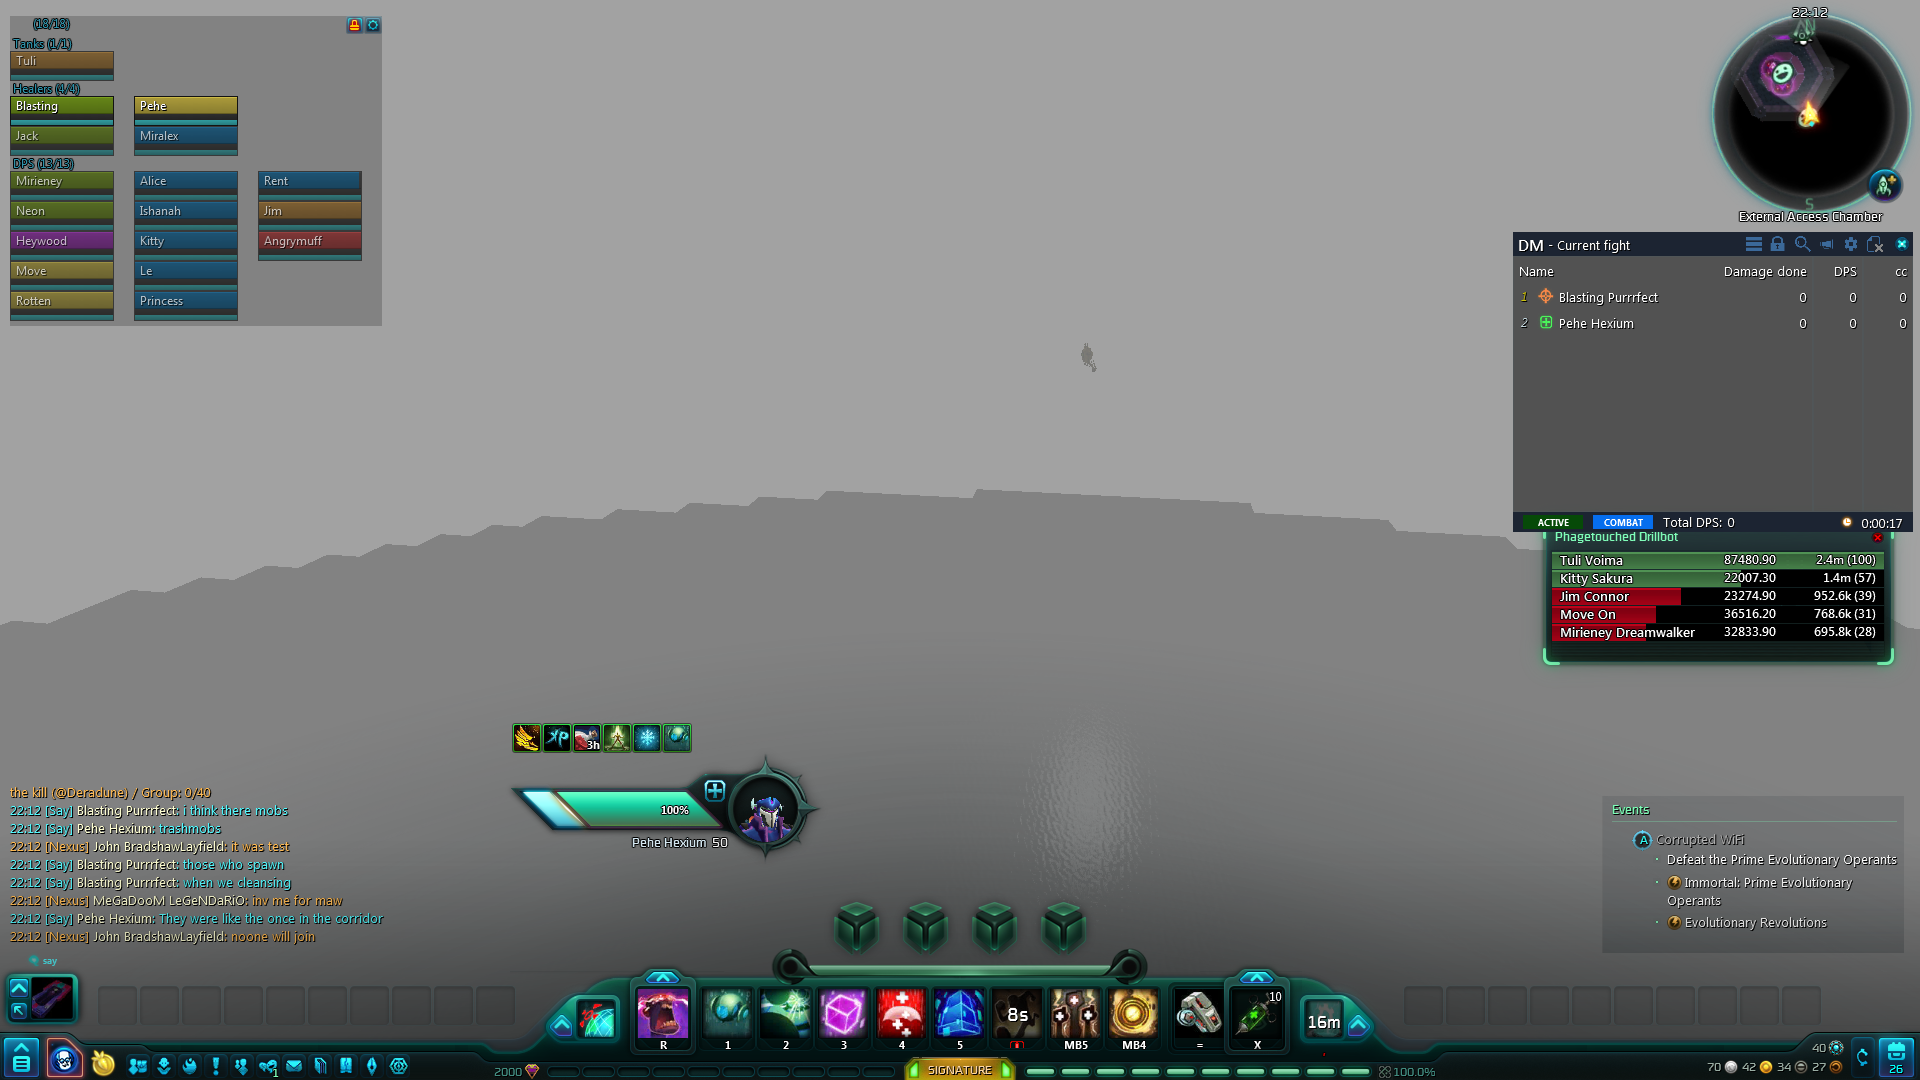 (18/18)
Tanks (1/1)
Tuli
Healers (4/4)
Blasting
Pehe
Jack
Miralex
DPS (13/13)
Mirieney
Alice
Rent
Neon
Ishanah
Jim
Heywood
Kitty
Angrymuff
Move
Le
Rotten
Princess
22:12
S
External Access Chamber
DM - Current fight
Name Damage done DPS cc
1 Blasting Purrrfect 0 0 0
2 Pehe Hexium 0 0 0
ACTIVE COMBAT Total DPS: 0 0:00:17
Phagetouched Drillbot
Tuli Voima 87480.90 2.4m (100)
Kitty Sakura 22007.30 1.4m (57)
Jim Connor 23274.90 952.6k (39)
Move On 36516.20 768.6k (31)
Mirieney Dreamwalker 32833.90 695.8k (28)
XP
3h
100%
Pehe Hexium 50
the kill (@Deradune) / Group: 0/40
22:12 [Say] Blasting Purrrfect: i think there mobs
22:12 [Say] Pehe Hexium: trashmobs
22:12 [Nexus] John BradshawLayfield: it was test
22:12 [Say] Blasting Purrrfect: those who spawn
22:12 [Say] Blasting Purrrfect: when we cleansing
22:12 [Nexus] MeGaDooM LeGeNDaRiO: inv me for maw
22:12 [Say] Pehe Hexium: They were like the once in the corridor
22:12 [Nexus] John BradshawLayfield: noone will join
say
Events
Corrupted WiFi
Defeat the Prime Evolutionary Operants
Immortal: Prime Evolutionary
Operants
Evolutionary Revolutions
8s
10
16m
R 1 2 3 4 5 MB5 MB4 = X
1
2000
SIGNATURE
100.0%
40
70 42 34 27
26